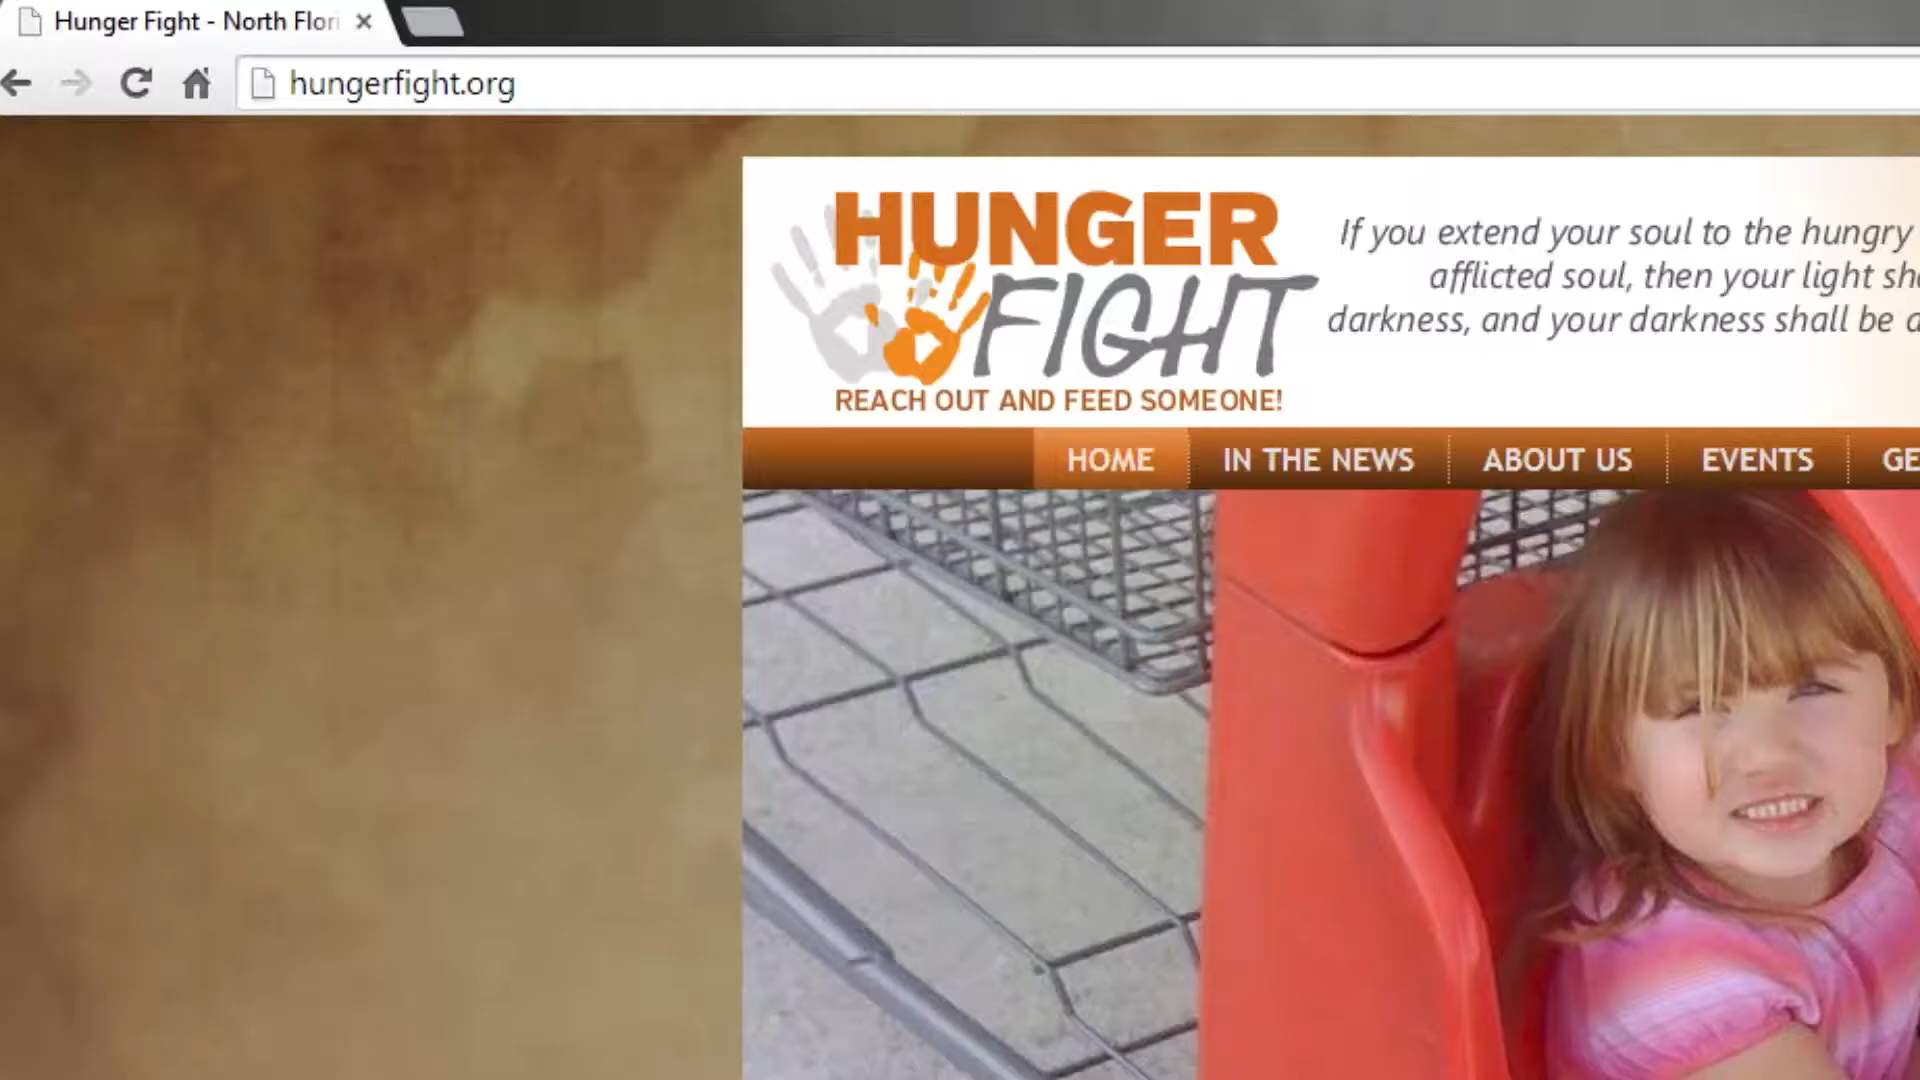 Hunger Fight - North Flori
hungerfight.org
HUNGER
FIGHT
REACH OUT AND FEED SOMEONE!
If you extend your soul to the hungry
afflicted soul, then your light
darkness, and your darkness shall be
HOME IN THE NEWS ABOUT US EVENTS